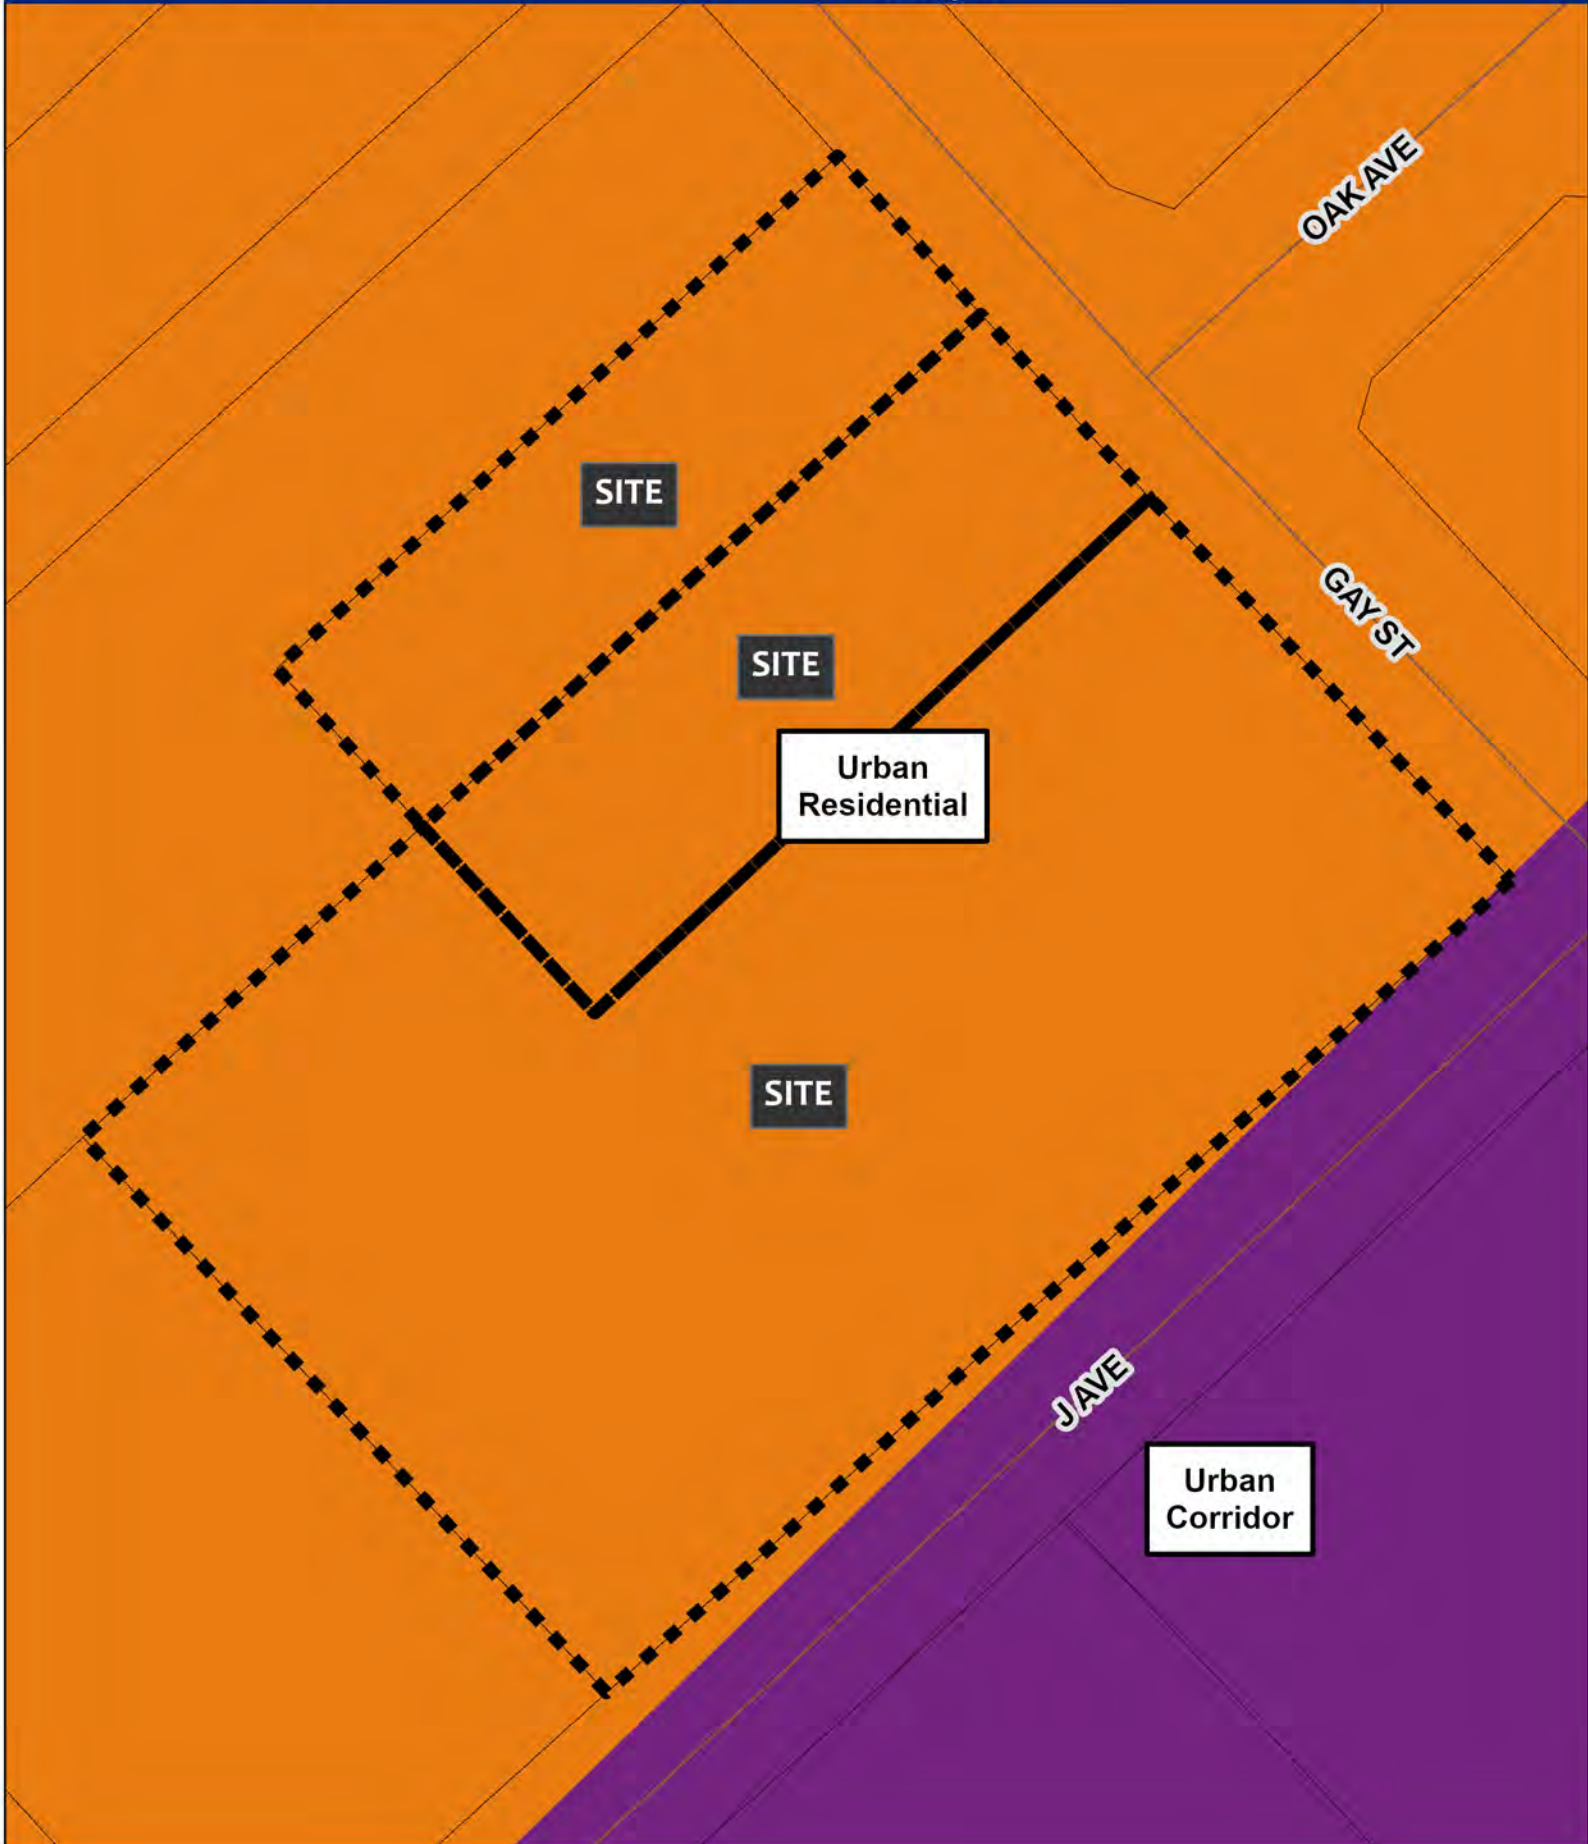 OAK AVE
SITE
GAY ST
SITE
Urban
Residential
SITE
J AVE
Urban
Corridor